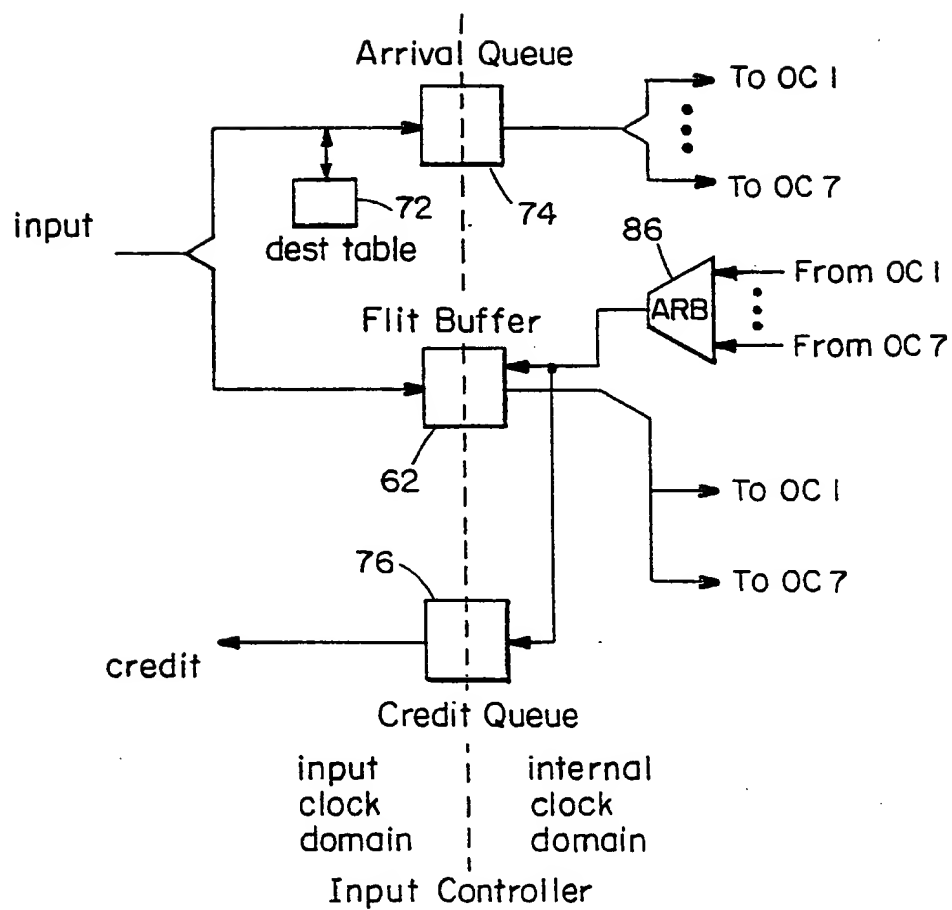 Arrival Queue
To OC 1
To OC 7
74
72
input
dest table
86
ARB
From OC 1
From OC 7
Flit Buffer
62
To OC 1
To OC 7
76
credit
Credit Queue
input
clock
domain
internal
clock
domain
Input Controller